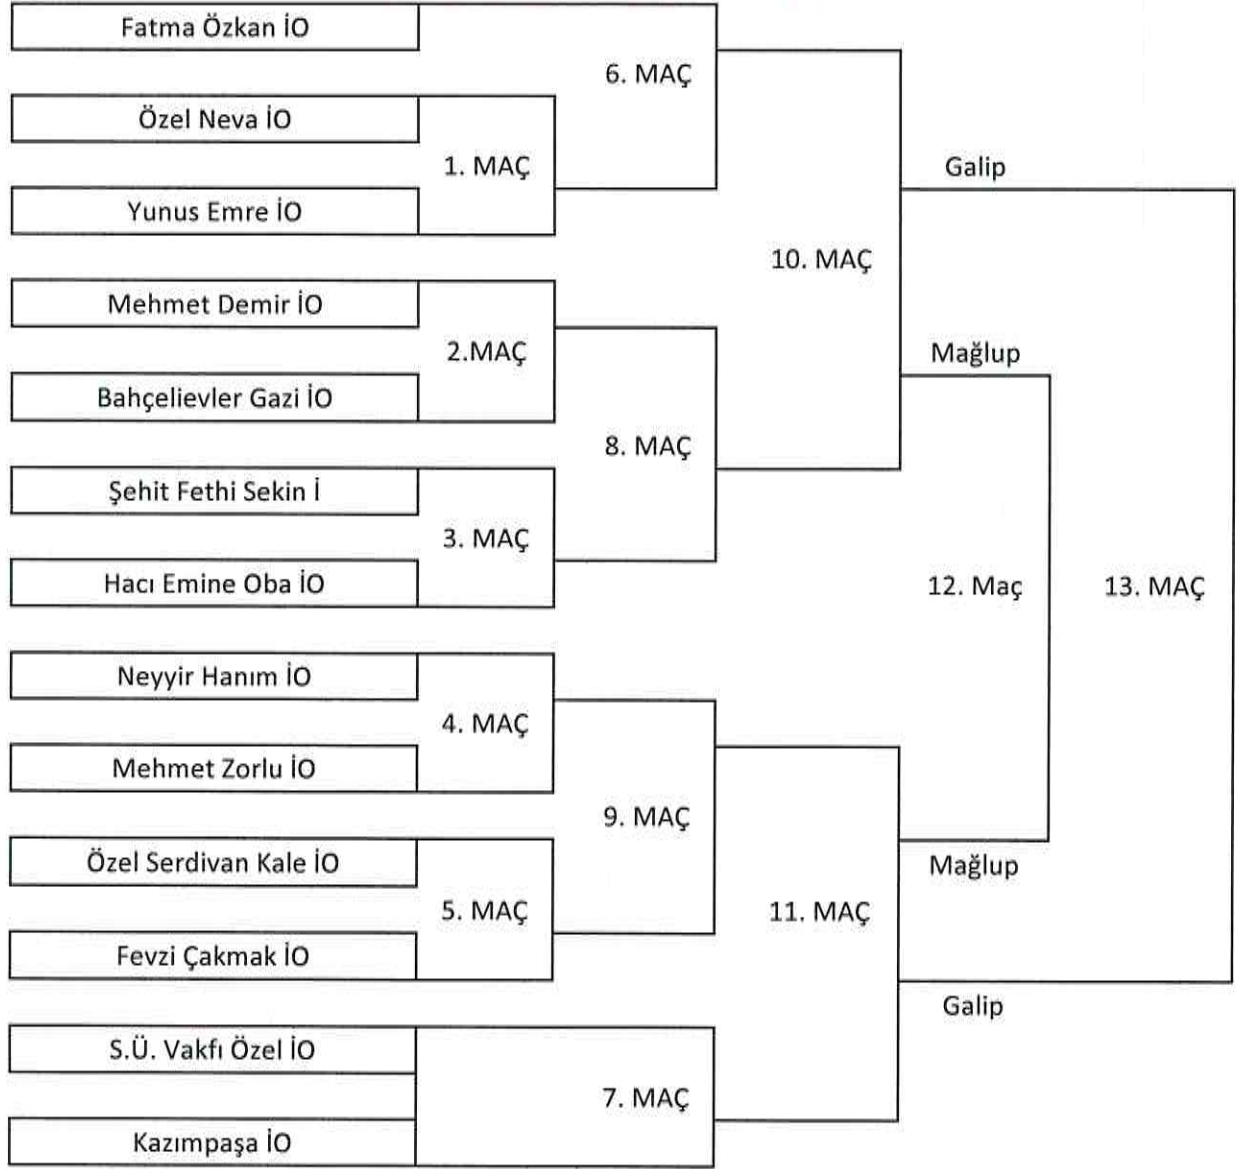 Fatma Özkan İO
6. MAÇ
Özel Neva İO
1. MAÇ
Galip
Yunus Emre İO
10. MAÇ
Mehmet Demir İO
2.MAÇ
Mağlup
Bahçelievler Gazi İO
8. MAÇ
Şehit Fethi Sekin İ
3. MAÇ
Hacı Emine Oba İO
12. Maç
13. MAÇ
Neyyir Hanım İO
4. MAÇ
Mehmet Zorlu İO
9. MAÇ
Özel Serdivan Kale İO
Mağlup
5. MAÇ
11. MAÇ
Fevzi Çakmak İO
Galip
S.Ü. Vakfı Özel İO
7. MAÇ
Kazımpaşa İO